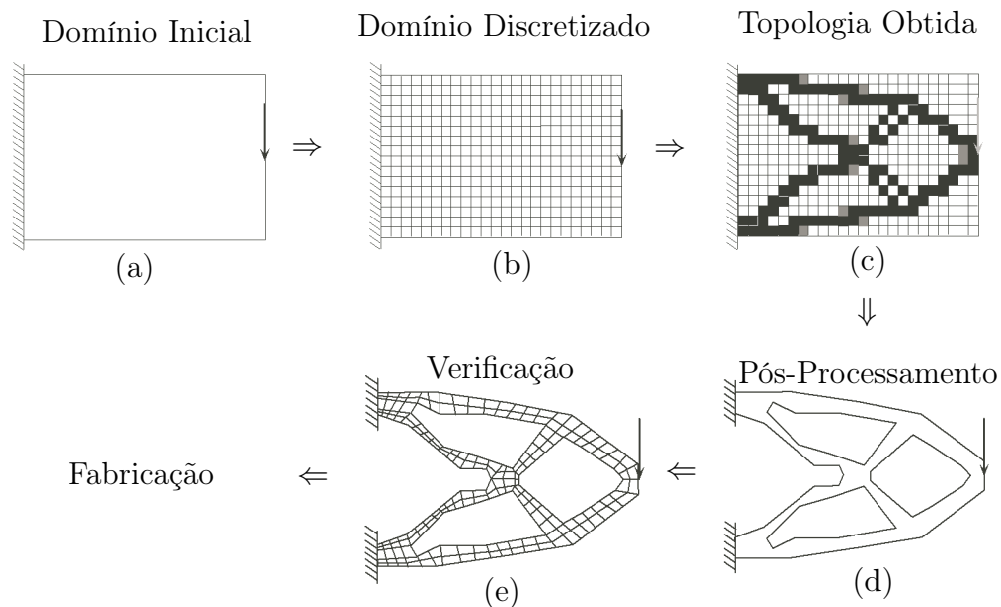 Domínio Inicial
Domínio Discretizado
Topologia Obtida
⇒
⇒
(a)
(b)
(c)
⇓
Verificação
Pós-Processamento
Fabricação
⇐
⇐
(e)
(d)